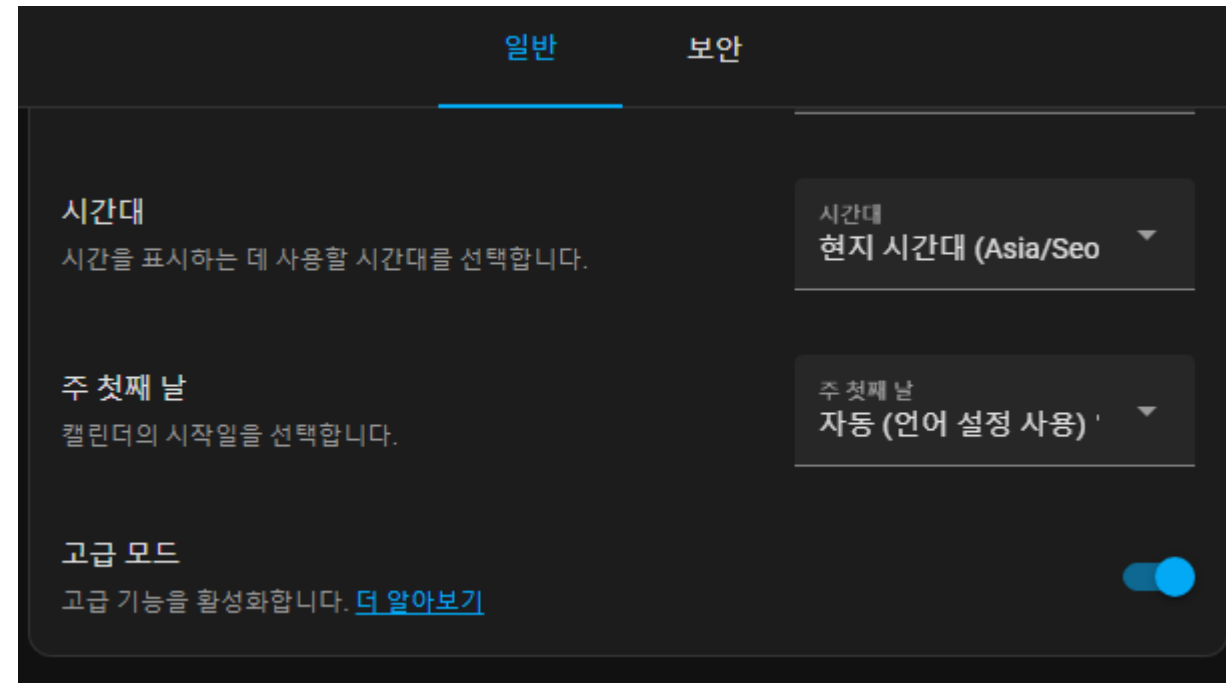 일반
보안
시간대
시간을 표시하는 데 사용할 시간대를 선택합니다.
시간대
현지 시간대 (Asia/Seo
주 첫째 날
캘린더의 시작일을 선택합니다.
주 첫째 날
자동 (언어 설정 사용)
고급 모드
고급 기능을 활성화합니다. 더 알아보기